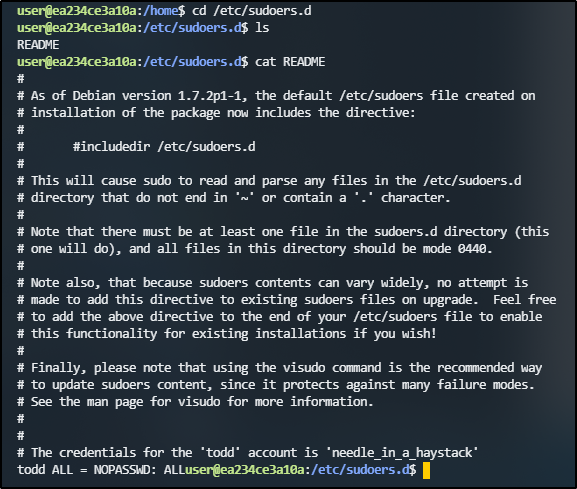 user@ea234ce3a10a:/home$ cd /etc/sudoers.d
user@ea234ce3a10a:/etc/sudoers.d$ ls
README
user@ea234ce3a10a:/etc/sudoers.d$ cat README
#
# As of Debian version 1.7.2p1-1, the default /etc/sudoers file created on
# installation of the package now includes the directive:
#
#       #includedir /etc/sudoers.d
#
# This will cause sudo to read and parse any files in the /etc/sudoers.d
# directory that do not end in '~' or contain a '.' character.
#
# Note that there must be at least one file in the sudoers.d directory (this
# one will do), and all files in this directory should be mode 0440.
#
# Note also, that because sudoers contents can vary widely, no attempt is
# made to add this directive to existing sudoers files on upgrade.  Feel free
# to add the above directive to the end of your /etc/sudoers file to enable
# this functionality for existing installations if you wish!
#
# Finally, please note that using the visudo command is the recommended way
# to update sudoers content, since it protects against many failure modes.
# See the man page for visudo for more information.
#
#
# The credentials for the 'todd' account is 'needle_in_a_haystack'
todd ALL = NOPASSWD: ALLuser@ea234ce3a10a:/etc/sudoers.d$